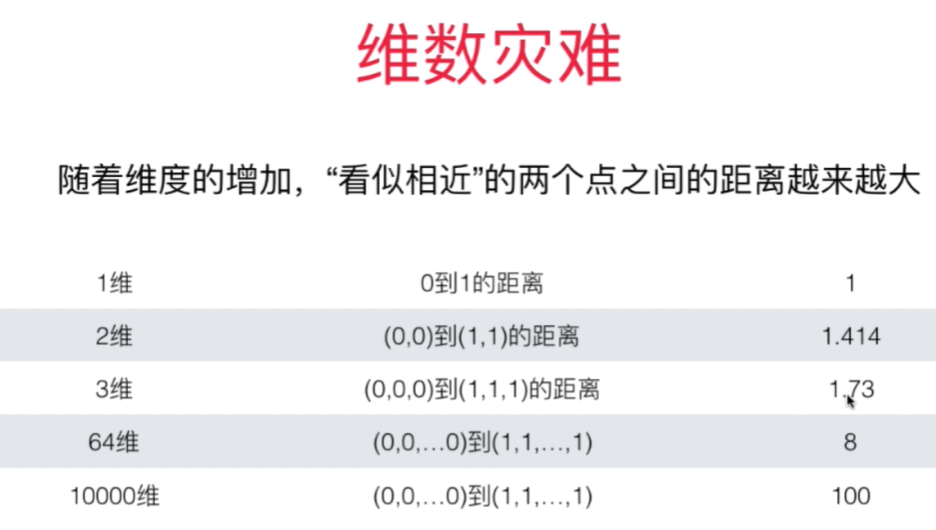 维数灾难
随着维度的增加，“看似相近”的两个点之间的距离越来越大
1维 0到1的距离 1
2维 (0,0)到(1,1)的距离 1.414
3维 (0,0,0)到(1,1,1)的距离 1.73
64维 (0,0,…0)到(1,1,…,1) 8
10000维 (0,0,…0)到(1,1,…,1) 100